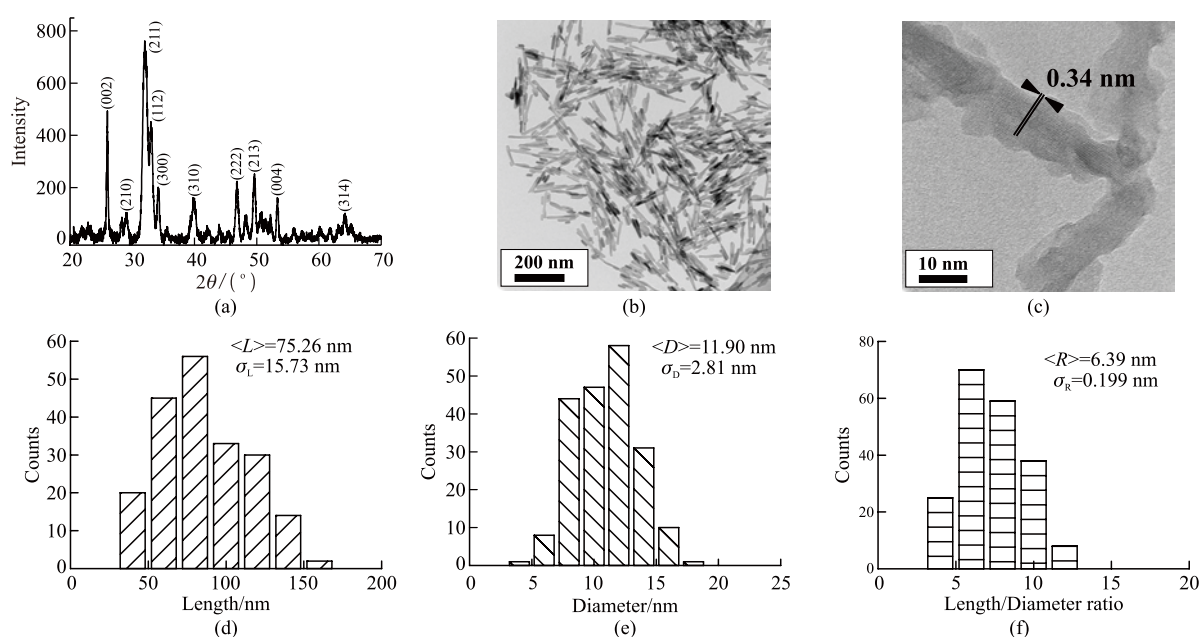 800
600
400
200
0
Intensity
(002)
(210)
(211)
(112)
(300)
(310)
(222)
(213)
(004)
(314)
20 30 40 50 60 70
2θ/(°)
(a)
200 nm
(b)
0.34 nm
10 nm
(c)
60
50
40
30
20
10
0
Counts
<L>=75.26 nm
σL=15.73 nm
0 50 100 150 200
Length/nm
(d)
60
50
40
30
20
10
0
Counts
<D>=11.90 nm
σD=2.81 nm
0 5 10 15 20 25
Diameter/nm
(e)
80
60
40
20
0
Counts
<R>=6.39 nm
σR=0.199 nm
0 5 10 15 20
Length/Diameter ratio
(f)